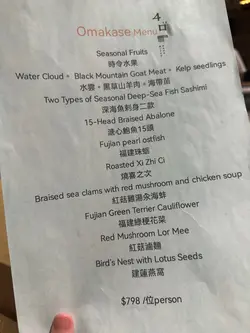 Omakase Menu
Seasonal Fruits
時令水果
Water Cloud。 Black Mountain Goat Meat。 Kelp seedlings
水雲。黑草山羊肉。海帶苗
Two Types of Seasonal Deep-Sea Fish Sashimi
深海魚刺身二款
15-Head Braised Abalone
溏心鮑魚15頭
Fujian pearl ostfish
福建珠蚝
Roasted Xi Zhi Ci
燒喜之次
Braised sea clams with red mushroom and chicken soup
紅菇雞湯汆海蚌
Fujian Green Terrier Cauliflower
福建綠梗花菜
Red Mushroom Lor Mee
紅菇滷麵
Bird's Nest with Lotus Seeds
建蓮燕窩
$798 /位person